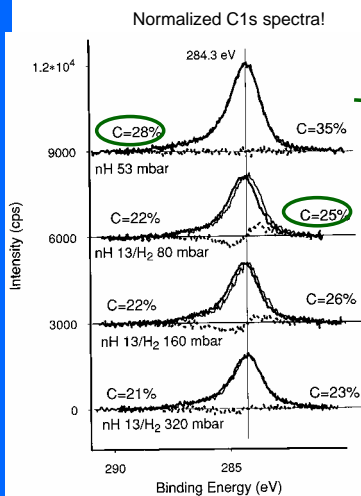 Normalized C1s spectra!
284.3 eV
1.2*10⁴
C=28%
C=35%
9000
nH 53 mbar
C=22%
C=25%
6000
nH 13/H₂ 80 mbar
C=22%
C=26%
3000
nH 13/H₂ 160 mbar
C=21%
C=23%
0
nH 13/H₂ 320 mbar
290
285
Intensity (cps)
Binding Energy (eV)